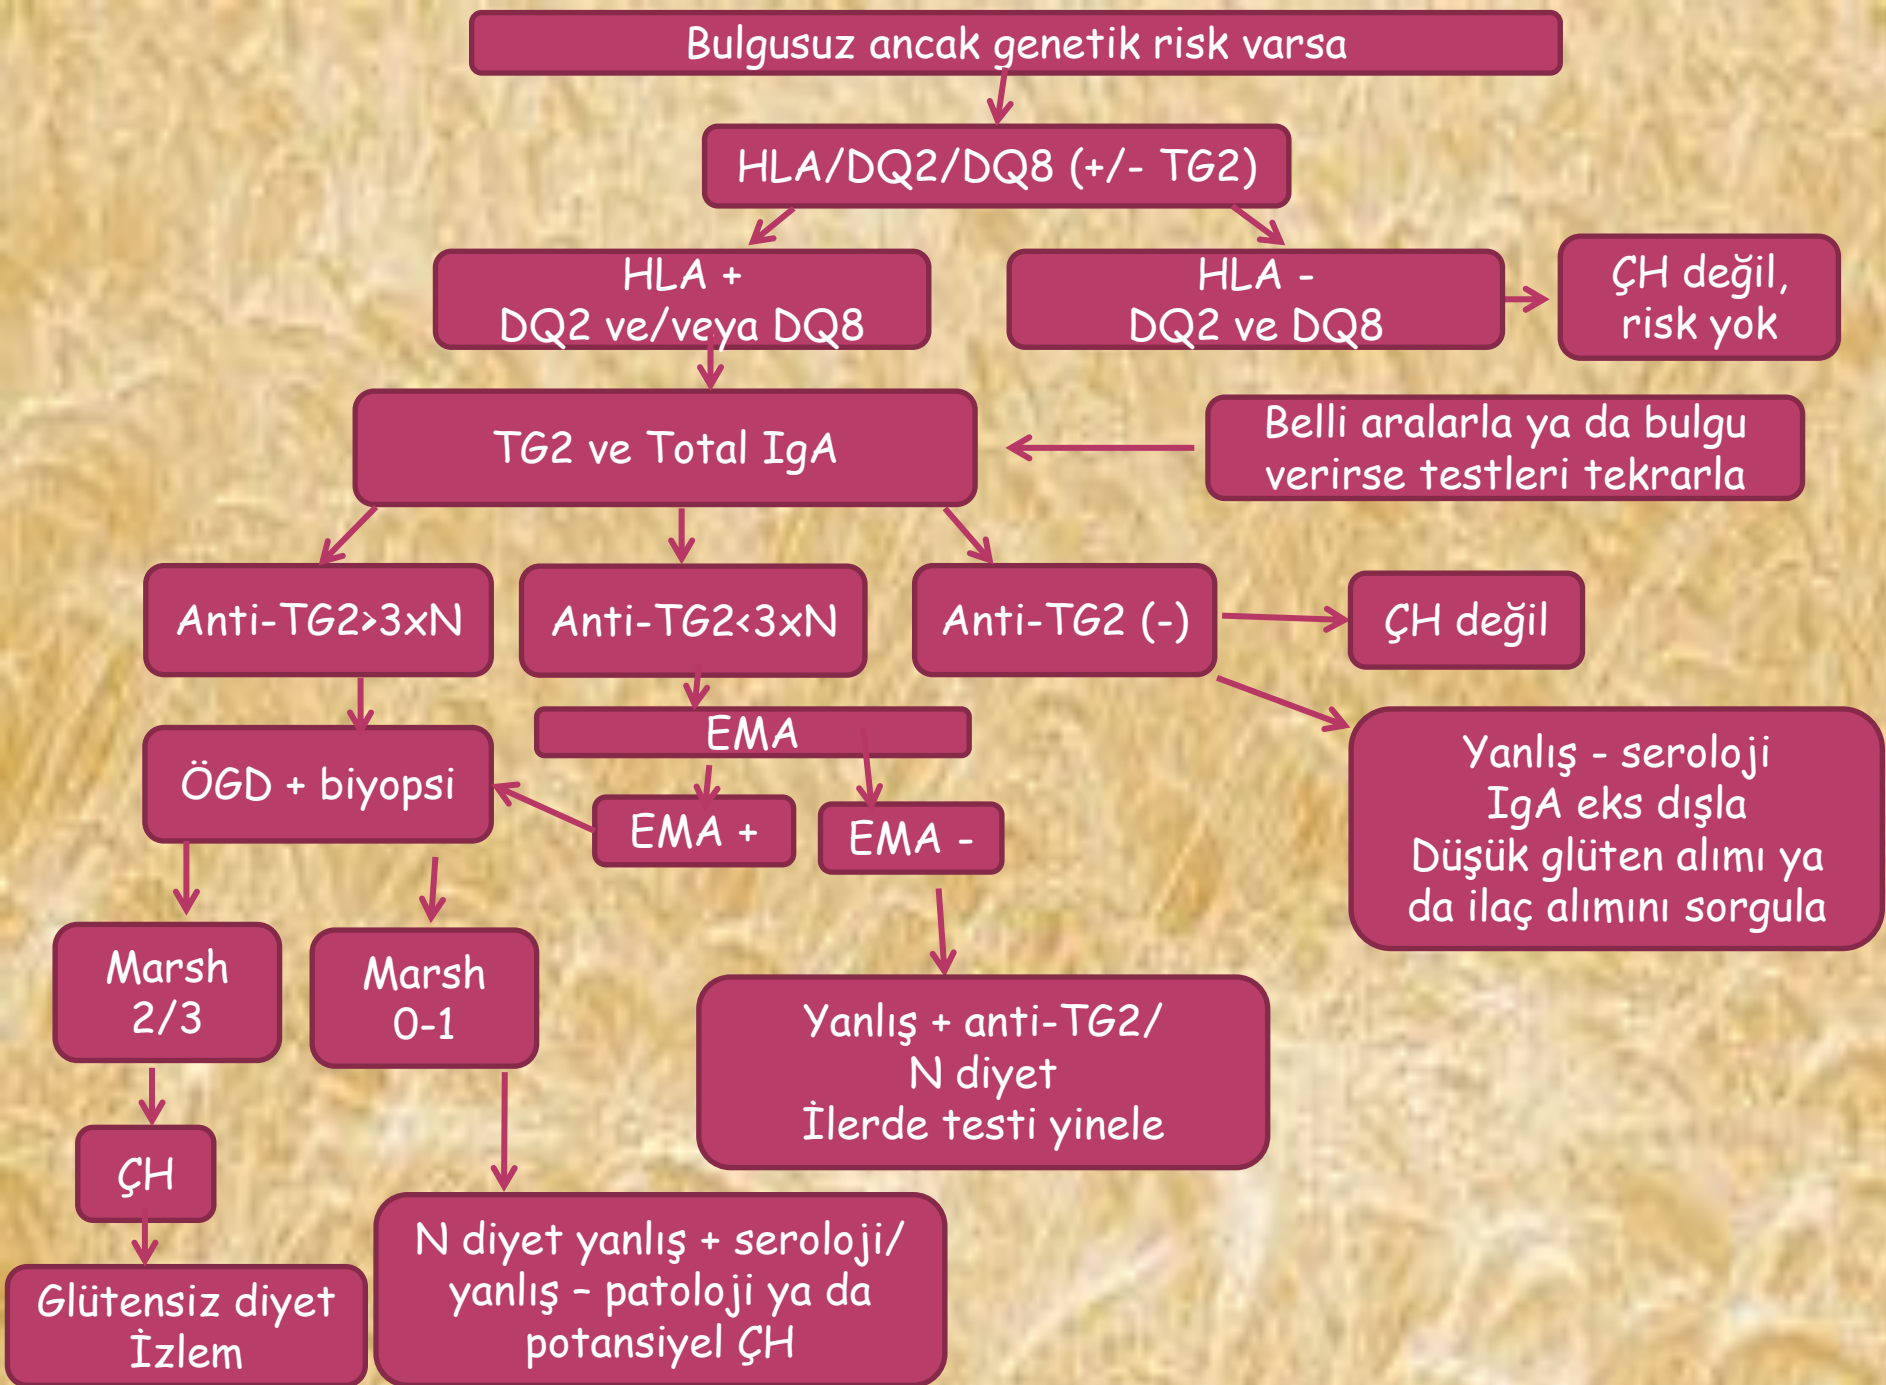 Bulgusuz ancak genetik risk varsa
HLA/DQ2/DQ8 (+/- TG2)
HLA +
DQ2 ve/veya DQ8
HLA -
DQ2 ve DQ8
ÇH değil,
risk yok
TG2 ve Total IgA
Belli aralarla ya da bulgu
verirse testleri tekrarla
Anti-TG2>3xN
Anti-TG2<3xN
Anti-TG2 (-)
ÇH değil
EMA
ÖGD + biyopsi
EMA +
EMA -
Yanlış - seroloji
IgA eks dışla
Düşük glüten alımı ya
da ilaç alımını sorgula
Marsh
2/3
Marsh
0-1
Yanlış + anti-TG2/
N diyet
İlerde testi yinele
ÇH
N diyet yanlış + seroloji/
yanlış – patoloji ya da
potansiyel ÇH
Glütensiz diyet
İzlem